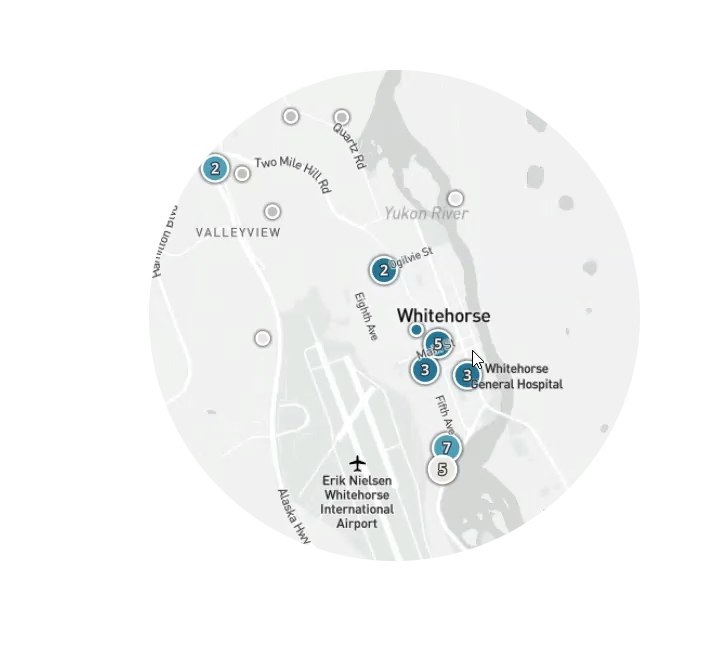 Quartz Rd
2
Two Mile Hill Rd
Hamilton Blvd
Yukon River
VALLEYVIEW
Ogilvie St
2
Eighth Ave
Whitehorse
5
Main St
3
3
Whitehorse
General Hospital
Fifth Ave
7
5
Erik Nielsen
Whitehorse
International
Airport
Alaska Hwy